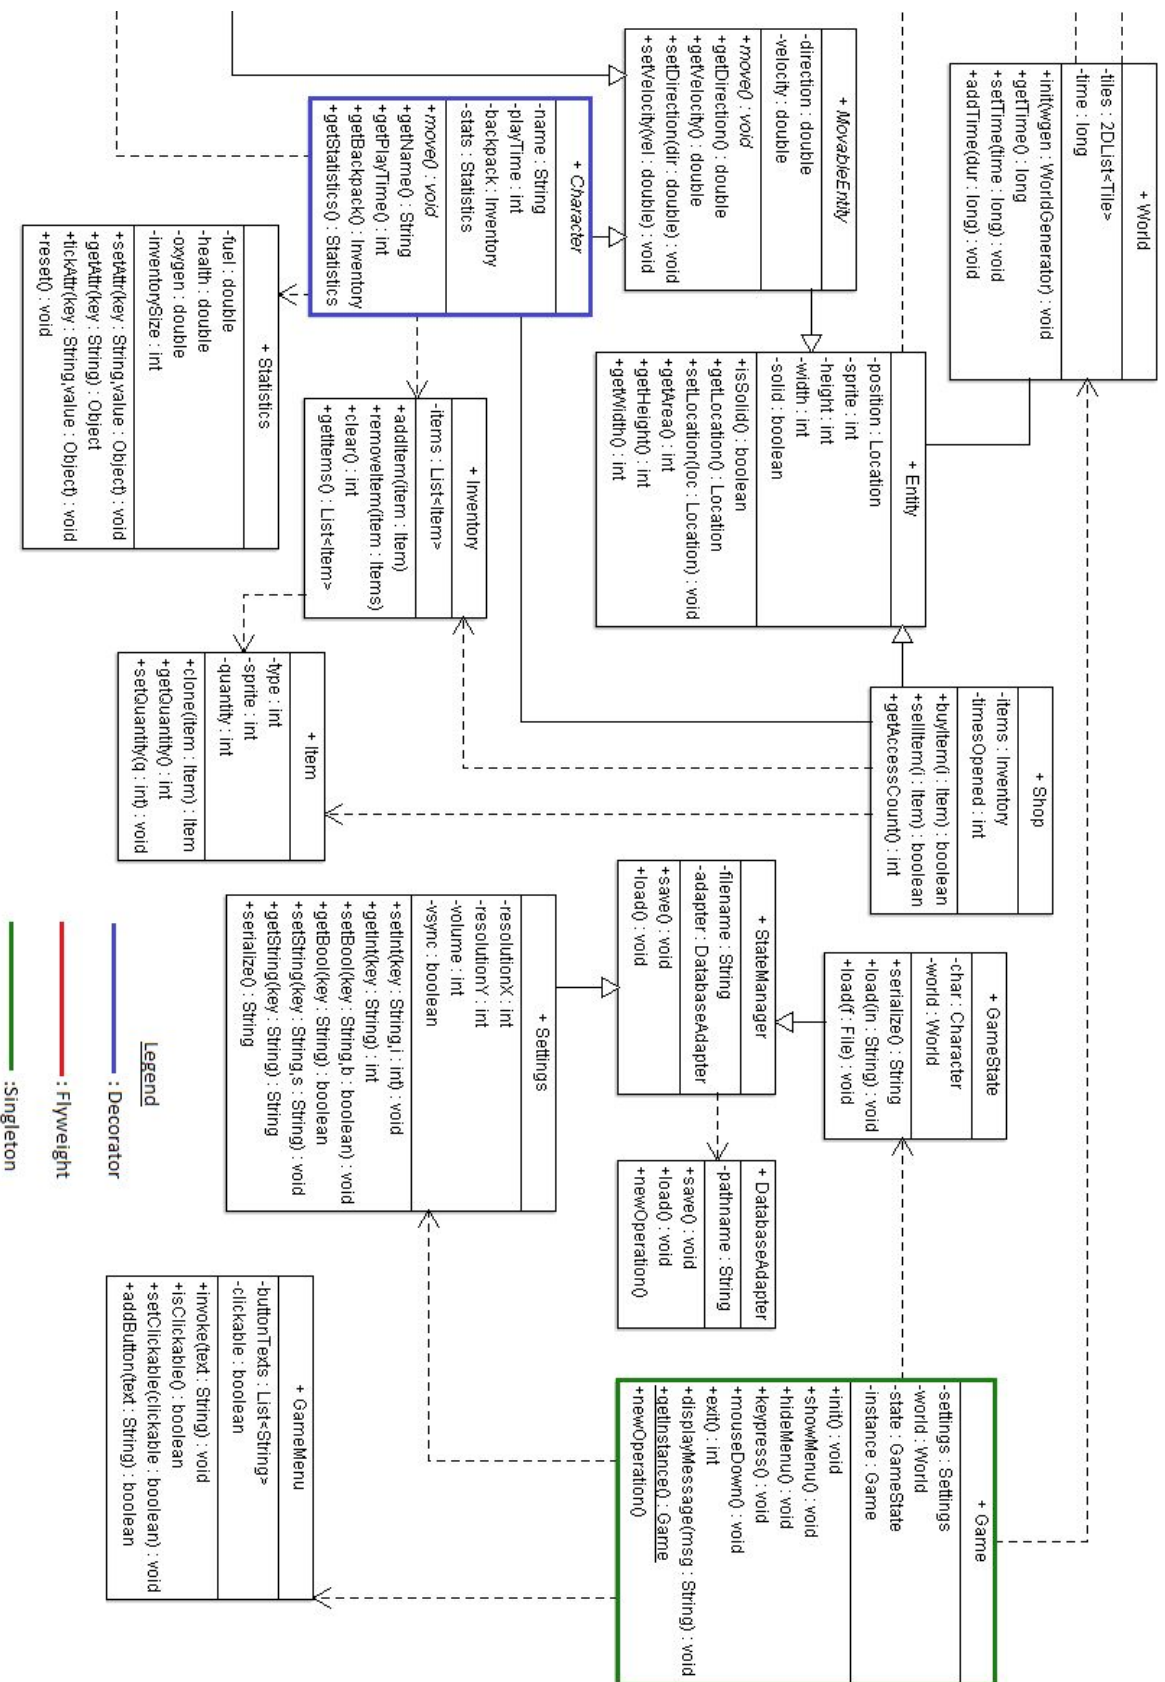 + World
-tiles : 2DList<Tile>
-time : long
+init(wgen : WorldGenerator) : void
+getTime() : long
+setTime(time : long) : void
+addTime(dur : long) : void
+ MovableEntity
-direction : double
-velocity : double
+move() : void
+getDirection() : double
+getVelocity() : double
+setDirection(dir : double) : void
+setVelocity(vel : double) : void
+ Character
-name : String
-playTime : int
-backpack : Inventory
-stats : Statistics
+move() : void
+getName() : String
+getPlayTime() : int
+getBackpack() : Inventory
+getStatistics() : Statistics
+ Statistics
-fuel : double
-health : double
-oxygen : double
-inventorySize : int
+setAttr(key : String,value : Object) : void
+getAttr(key : String) : Object
+tickAttr(key : String,value : Object) : void
+reset() : void
+ Entity
-position : Location
-sprite : int
-height : int
-width : int
-solid : boolean
+isSolid() : boolean
+getLocation() : Location
+setLocation(loc : Location) : void
+getArea() : int
+getHeight() : int
+getWidth() : int
+ Inventory
-items : List<Item>
+addItem(item : Item)
+removeItem(item : Items)
+clear() : int
+getItems() : List<Item>
+ Shop
-items : Inventory
-timesOpened : int
+buyItem(i : Item) : boolean
+sellItem(i : Item) : boolean
+getAccessCount() : int
+ Item
-type : int
-sprite : int
-quantity : int
+clone(item : Item) : Item
+getQuantity() : int
+setQuantity(q : int) : void
+ GameState
-char : Character
-world : World
+serialize() : String
+load(in : String) : void
+load(f : File) : void
+ StateManager
-filename : String
-adapter : DatabaseAdapter
+save() : void
+load() : void
+ Settings
-resolutionX : int
-resolutionY : int
-volume : int
-vsync : boolean
+setInt(key : String,i : int) : void
+getInt(key : String) : int
+setBool(key : String,b : boolean) : void
+getBool(key : String) : boolean
+setString(key : String,s : String) : void
+getString(key : String) : String
+serialize() : String
+ DatabaseAdapter
-pathname : String
+save() : void
+load() : void
+newOperation()
+ Game
-settings : Settings
-world : World
-state : GameState
-instance : Game
+init() : void
+showMenu() : void
+hideMenu() : void
+keypress() : void
+mouseDown() : void
+exit() : int
+displayMessage(msg : String) : void
+getInstance() : Game
+newOperation()
+ GameMenu
-buttonTexts : List<String>
-clickable : boolean
+invoke(text : String) : void
+isClickable() : boolean
+setClickable(clickable : boolean) : void
+addButton(text : String) : boolean
Legend
: Decorator
: Flyweight
:Singleton